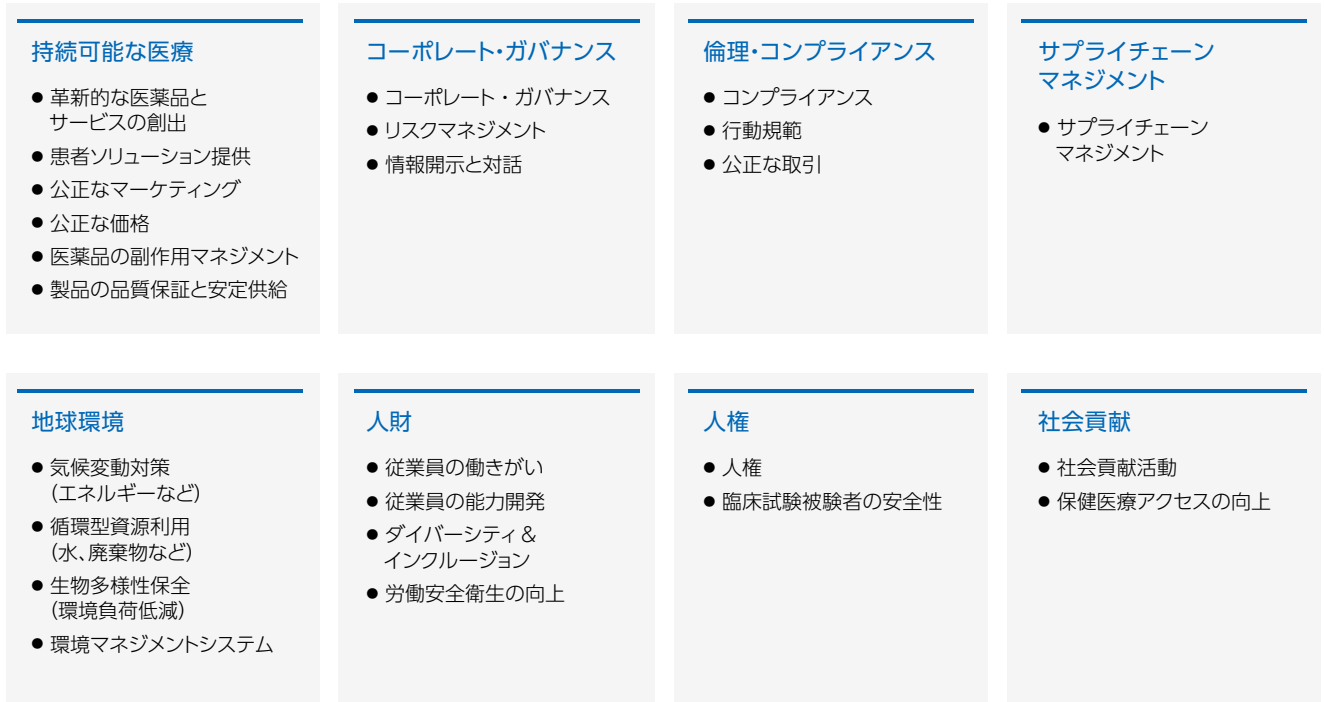 持続可能な医療
● 革新的な医薬品と
サービスの創出
● 患者ソリューション提供
● 公正なマーケティング
● 公正な価格
● 医薬品の副作用マネジメント
● 製品の品質保証と安定供給
コーポレート・ガバナンス
● コーポレート・ガバナンス
● リスクマネジメント
● 情報開示と対話
倫理・コンプライアンス
● コンプライアンス
● 行動規範
● 公正な取引
サプライチェーン
マネジメント
● サプライチェーン
マネジメント
地球環境
● 気候変動対策
(エネルギーなど)
● 循環型資源利用
(水、廃棄物など)
● 生物多様性保全
(環境負荷低減)
● 環境マネジメントシステム
人財
● 従業員の働きがい
● 従業員の能力開発
● ダイバーシティ&
インクルージョン
● 労働安全衛生の向上
人権
● 人権
● 臨床試験被験者の安全性
社会貢献
● 社会貢献活動
● 保健医療アクセスの向上